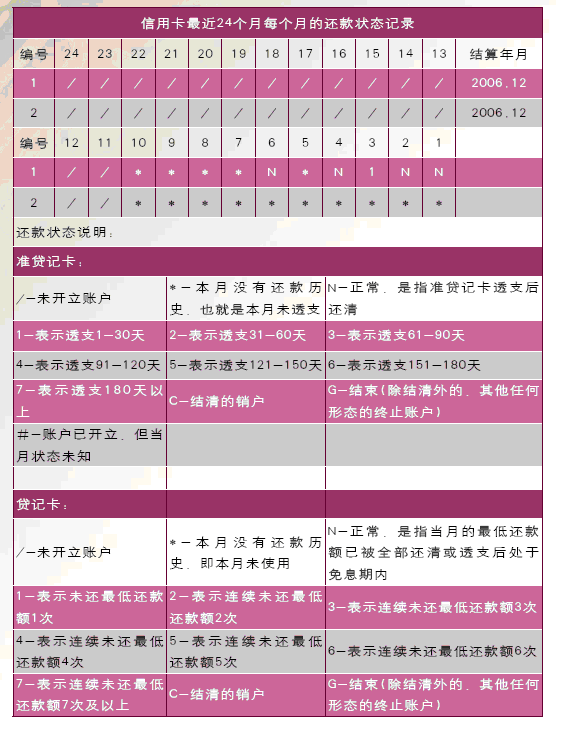 信用卡最近24个月每个月的还款状态记录
编号 24 23 22 21 20 19 18 17 16 15 14 13 结算年月
1 / / / / / / / / / / / / 2006.12
2 / / / / / / / / / / / / 2006.12
编号 12 11 10 9 8 7 6 5 4 3 2 1
1 / / * * * * N * N 1 N N
2 / / * * * * * * * * * *
还款状态说明：
准贷记卡：
/-未开立账户
*-本月没有还款历
史，也就是本月未透支
N-正常，是指准贷记卡透支后
还清
1-表示透支1-30天 2-表示透支31-60天 3-表示透支61-90天
4-表示透支91-120天 5-表示透支121-150天 6-表示透支151-180天
7-表示透支180天以
上
C-结清的销户
G-结束(除结清外的，其他任何
形态的终止账户)
#-账户已开立，但当
月状态未知
贷记卡：
/-未开立账户
*-本月没有还款历
史，即本月未使用
N-正常，是指当月的最低还款
额已被全部还清或透支后处于
免息期内
1-表示未还最低还款
额1次
2-表示连续未还最低
还款额2次
3-表示连续未还最低还款额3次
4-表示连续未还最低
还款额4次
5-表示连续未还最低
还款额5次
6-表示连续未还最低还款额6次
7-表示连续未还最低
还款额7次及以上
C-结清的销户
G-结束(除结清外的，其他任何
形态的终止账户)